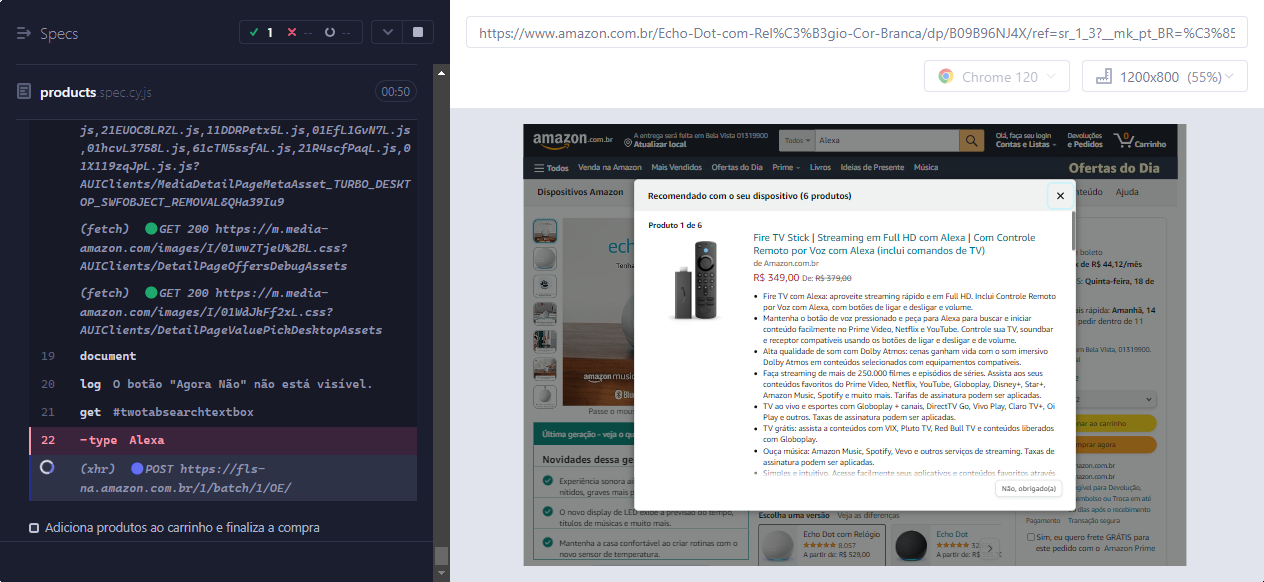 Specs
1
--
--
products.spec.cy.js
00:50
js,21EUOC8LRZL.js,11DDRPetx5L.js,01EfL1GvN7L.js
,01hcvL3758L.js,61cTN5ssfAL.js,21R4scfPaqL.js,0
1X119zqJpL.js.js?
AUIClients/MediaDetailPageMetaAsset_TURBO_DESKT
OP_SWFOBJECT_REMOVAL&QHa39Iu9
(fetch) GET 200 https://m.media-
amazon.com/images/I/01wwZTjeU%2BL.css?
AUIClients/DetailPageOffersDebugAssets
(fetch) GET 200 https://m.media-
amazon.com/images/I/01WdJkFf2xL.css?
AUIClients/DetailPageValuePickDesktopAssets
19 document
20 log O botão "Agora Não" não está visível.
21 get #twotabsearchtextbox
22 -type Alexa
(xhr) POST https://fls-
na.amazon.com.br/1/batch/1/OE/
Adiciona produtos ao carrinho e finaliza a compra
https://www.amazon.com.br/Echo-Dot-com-Rel%C3%B3gio-Cor-Branca/dp/B09B96NJ4X/ref=sr_1_3?__mk_pt_BR=%C3%85
Chrome 120
1200x800 (55%)
amazon.com.br
A entrega será feita em Bela Vista 01319900
Atualizar local
Todos
Alexa
Olá, faça seu login
Contas e Listas
Devoluções
e Pedidos
0
Carrinho
Todos Venda na Amazon Mais Vendidos Ofertas do Dia Prime Livros Ideias de Presente Música
Ofertas do Dia
Dispositivos Amazon
nteúdo Ajuda
Recomendado com o seu dispositivo (6 produtos)
Produto 1 de 6
Fire TV Stick | Streaming em Full HD com Alexa | Com Controle
Remoto por Voz com Alexa (inclui comandos de TV)
de Amazon.com.br
R$ 349,00 De: R$ 379,00
• Fire TV com Alexa: aproveite streaming rápido e em Full HD. Inclui Controle Remoto
por Voz com Alexa, com botões de ligar e desligar e volume.
• Mantenha o botão de voz pressionado e peça para Alexa para buscar e iniciar
conteúdo facilmente no Prime Video, Netflix e YouTube. Controle sua TV, soundbar
e receptor compatíveis usando os botões de ligar e desligar e de volume.
• Alta qualidade de som com Dolby Atmos: cenas ganham vida com o som imersivo
Dolby Atmos em conteúdos selecionados com equipamentos compatíveis.
• Faça streaming de mais de 250.000 filmes e episódios de séries. Assista aos seus
conteúdos favoritos do Prime Video, Netflix, YouTube, Globoplay, Disney+, Star+,
Amazon Music, Spotify e muito mais. Tarifas de assinatura podem ser aplicadas.
• TV ao vivo e esportes com Globoplay + canais, DirectTV Go, Vivo Play, Claro TV+, Oi
Play e outros. Taxas de assinatura podem ser aplicadas.
• TV grátis: assista a conteúdos com VIX, Pluto TV, Red Bull TV e conteúdos liberados
com Globoplay.
• Ouça música: Amazon Music, Spotify, Vevo e outros serviços de streaming. Taxas de
assinatura podem ser aplicadas.
• Simples e intuitivo. Acesse facilmente seus aplicativos e conteúdos favoritos através
Não, obrigado(a)
ech
Tenha
amazon musi
Blu
Passe o mous
Última geração – veja o qu
Novidades dessa ge
Experiência sonora ai
nítidos, graves mais p
O novo display de LED exibe a previsão do tempo,
títulos de músicas e muito mais.
Mantenha a casa confortável ao criar rotinas com o
novo sensor de temperatura.
Escolha uma versão Veja as diferenças
Echo Dot com Relógio
8,057
A partir de: R$ 529,00
Echo Dot
A partir de: R$
boleto
x de R$ 44,12/mês
Quinta-feira, 18 de
ais rápida: Amanhã, 14
pedir dentro de 11
em Bela Vista, 01319900.
2
nar ao carrinho
mprar agora
mazon.com.br
mazon.com.br
egível para Devolução,
embolso ou Troca em até
dias após o recebimento
Pagamento Transação segura
Sim, eu quero frete GRÁTIS para
este pedido com o Amazon Prime